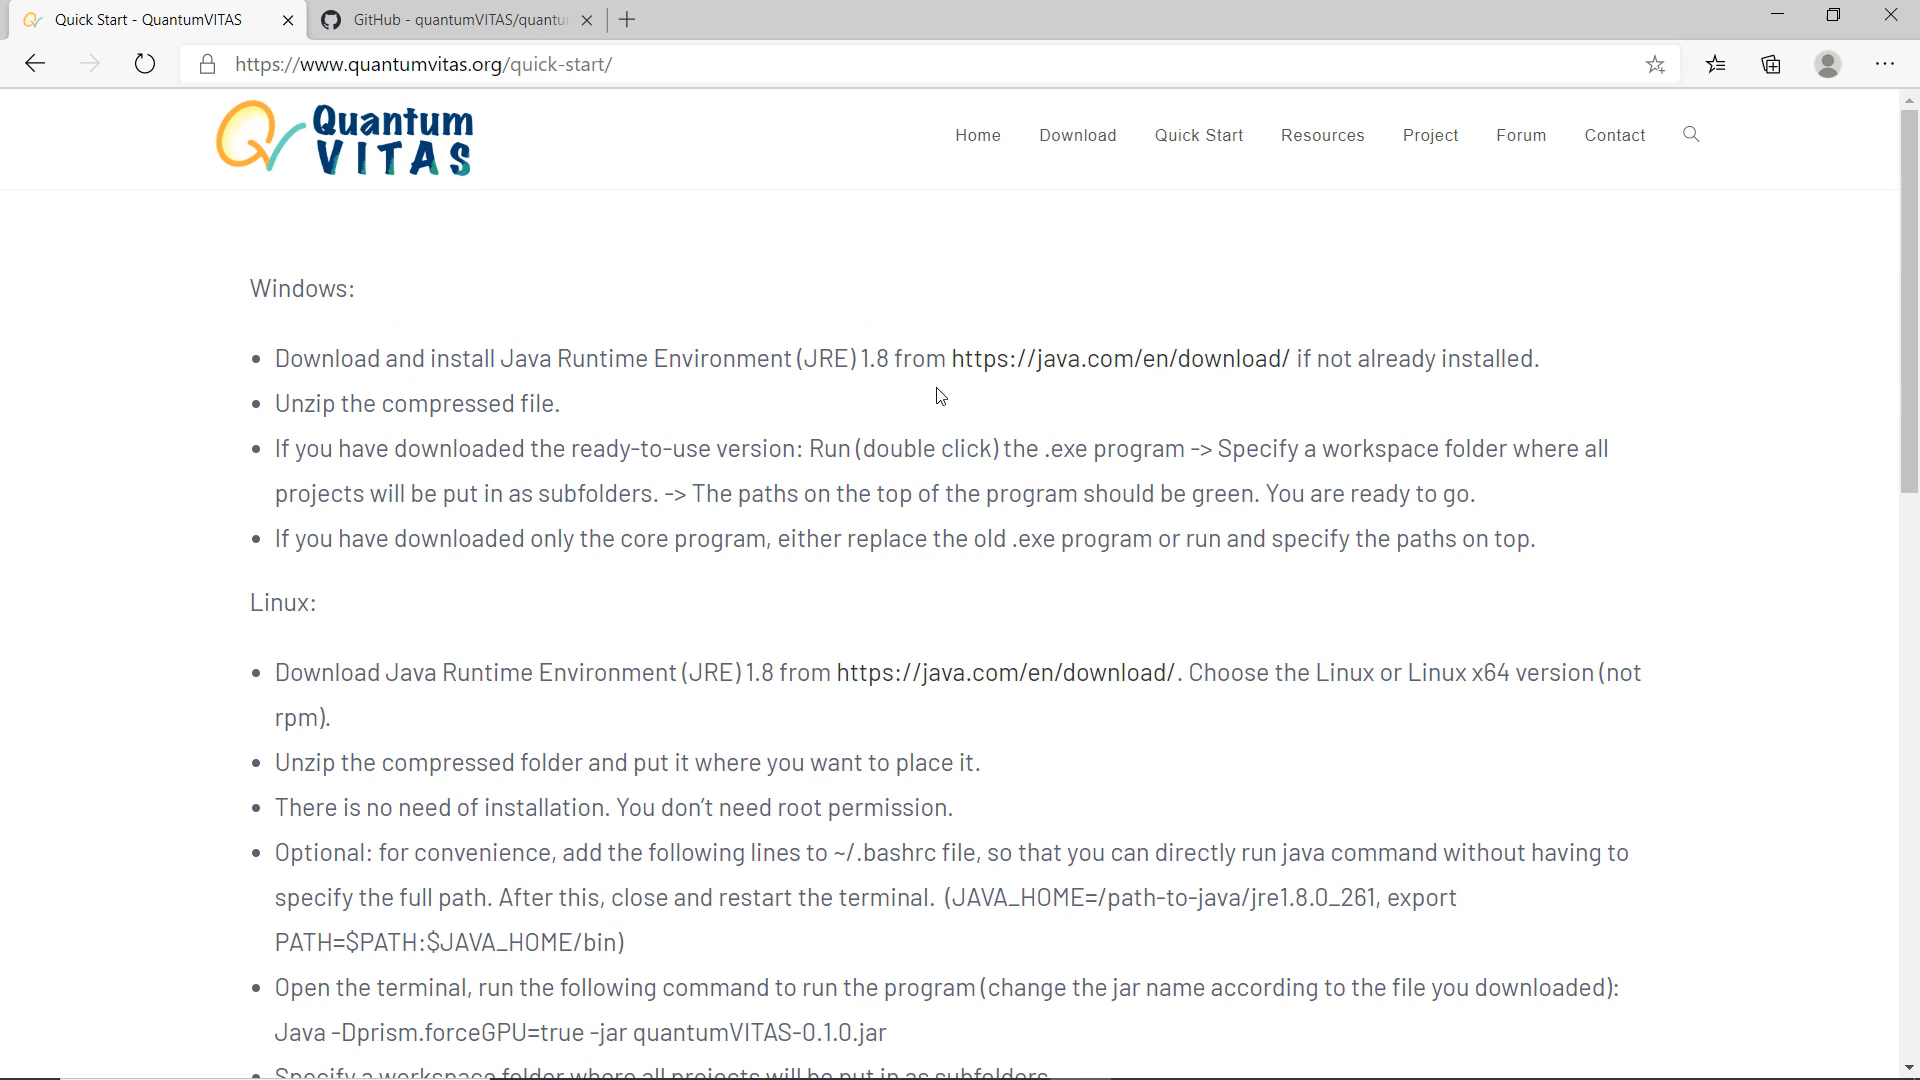 Quick Start - QuantumVITAS
GitHub - quantumVITAS/quantu
https://www.quantumvitas.org/quick-start/
Quantum
VITAS
Home
Download
Quick Start
Resources
Project
Forum
Contact
Windows:
• Download and install Java Runtime Environment (JRE) 1.8 from https://java.com/en/download/ if not already installed.
• Unzip the compressed file.
• If you have downloaded the ready-to-use version: Run (double click) the .exe program -> Specify a workspace folder where all
projects will be put in as subfolders. -> The paths on the top of the program should be green. You are ready to go.
• If you have downloaded only the core program, either replace the old .exe program or run and specify the paths on top.
Linux:
• Download Java Runtime Environment (JRE) 1.8 from https://java.com/en/download/. Choose the Linux or Linux x64 version (not
rpm).
• Unzip the compressed folder and put it where you want to place it.
• There is no need of installation. You don’t need root permission.
• Optional: for convenience, add the following lines to ~/.bashrc file, so that you can directly run java command without having to
specify the full path. After this, close and restart the terminal. (JAVA_HOME=/path-to-java/jre1.8.0_261, export
PATH=$PATH:$JAVA_HOME/bin)
• Open the terminal, run the following command to run the program (change the jar name according to the file you downloaded):
Java -Dprism.forceGPU=true -jar quantumVITAS-0.1.0.jar
• Specify a workspace folder where all projects will be put in as subfolders.